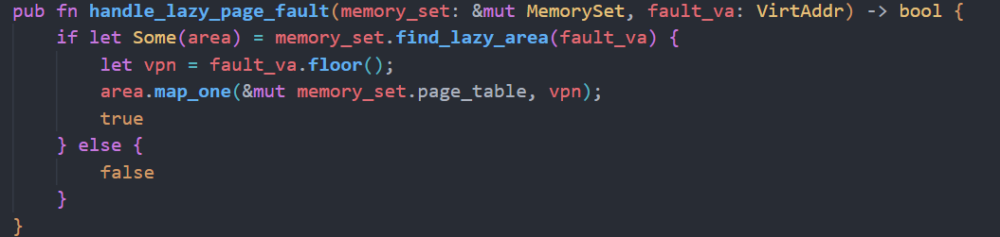 pub fn handle_lazy_page_fault(memory_set: &mut MemorySet, fault_va: VirtAddr) -> bool {
    if let Some(area) = memory_set.find_lazy_area(fault_va) {
        let vpn = fault_va.floor();
        area.map_one(&mut memory_set.page_table, vpn);
        true
    } else {
        false
    }
}